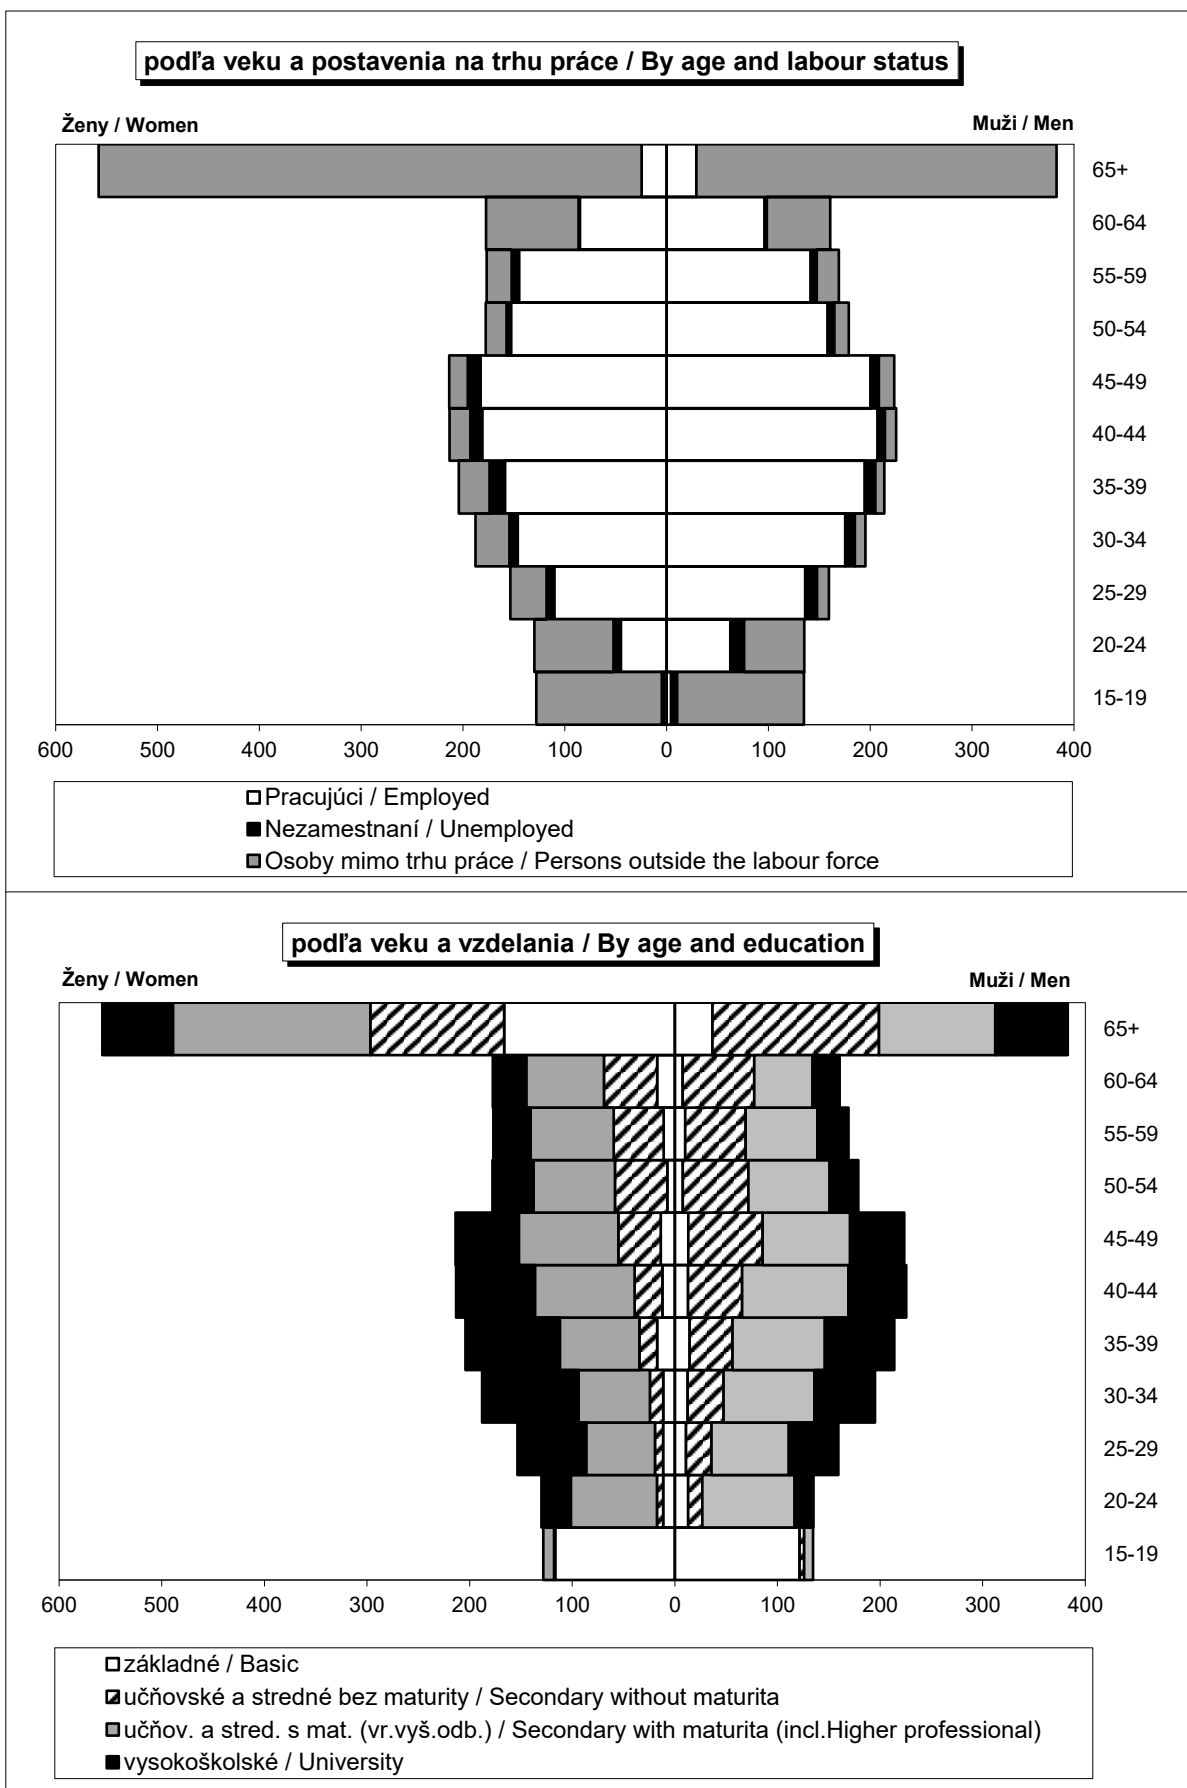 podľa veku a postavenia na trhu práce / By age and labour status
Ženy / Women
Muži / Men
65+
60-64
55-59
50-54
45-49
40-44
35-39
30-34
25-29
20-24
15-19
600 500 400 300 200 100 0 100 200 300 400
Pracujúci / Employed
Nezamestnaní / Unemployed
Osoby mimo trhu práce / Persons outside the labour force
podľa veku a vzdelania / By age and education
Ženy / Women
Muži / Men
65+
60-64
55-59
50-54
45-49
40-44
35-39
30-34
25-29
20-24
15-19
600 500 400 300 200 100 0 100 200 300 400
základné / Basic
učňovské a stredné bez maturity / Secondary without maturita
učňov. a stred. s mat. (vr.vyš.odb.) / Secondary with maturita (incl.Higher professional)
vysokoškolské / University